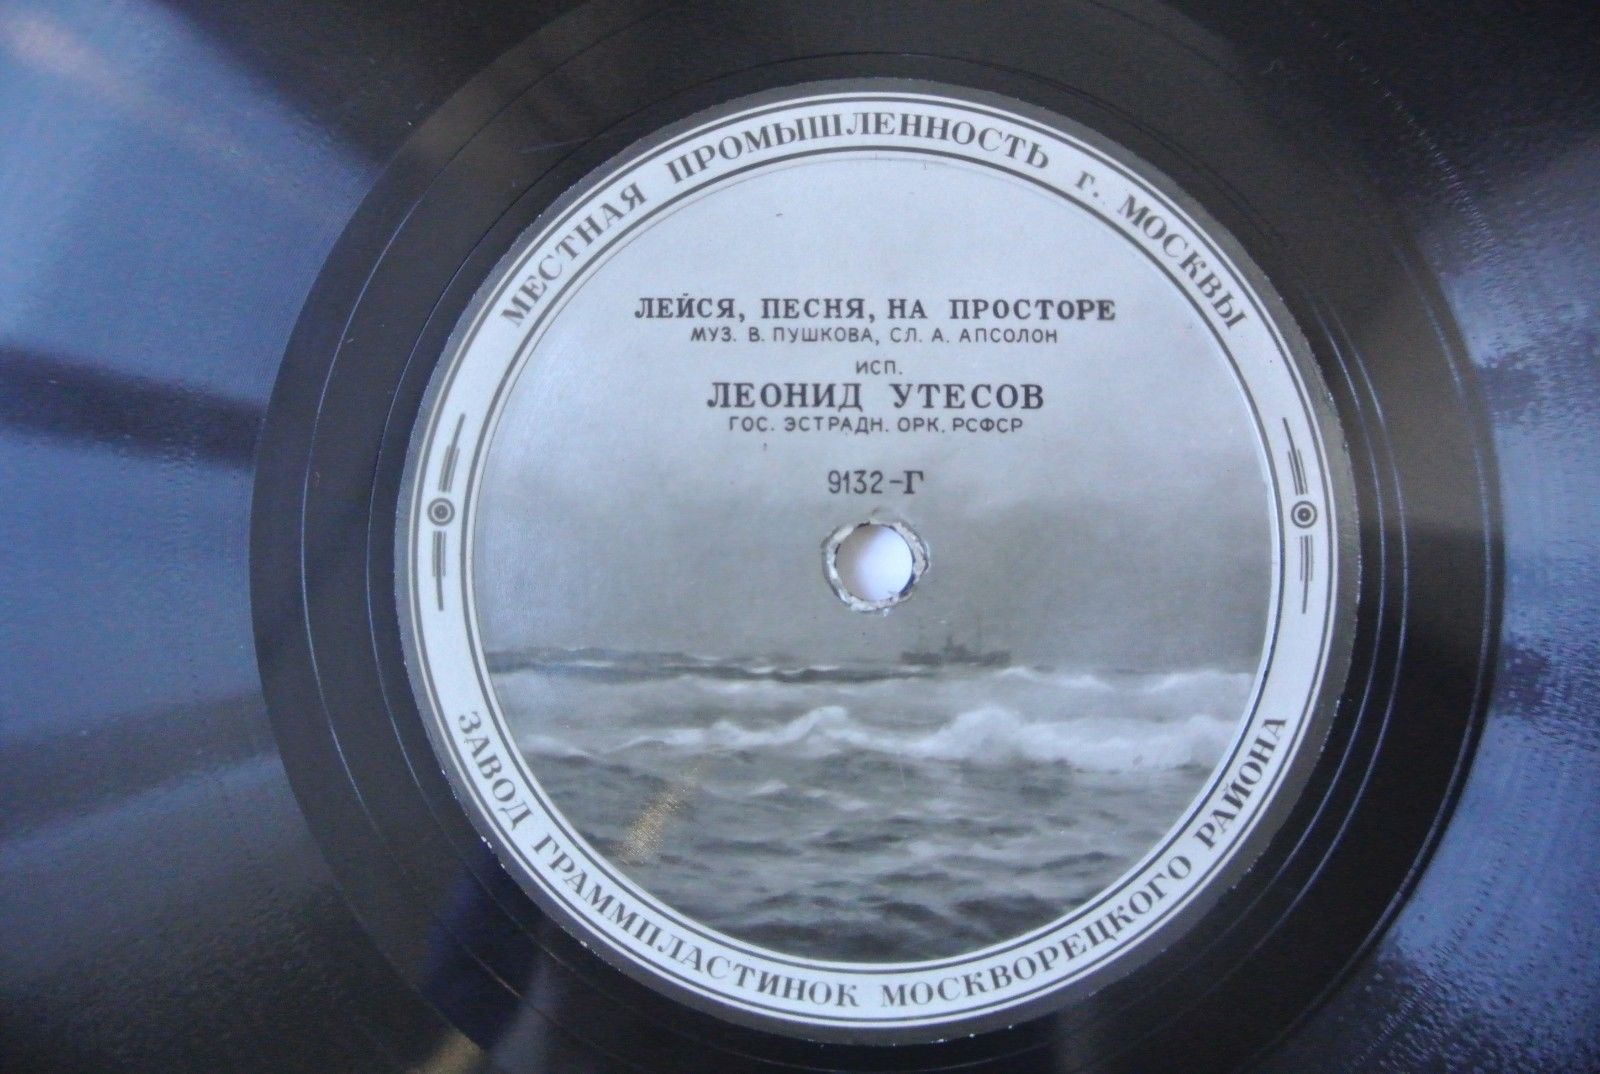 МЕСТНАЯ ПРОМЫШЛЕННОСТЬ г. МОСКВЫ
ЛЕЙСЯ, ПЕСНЯ, НА ПРОСТОРЕ
МУЗ. В. ПУШКОВА, СЛ. А. АПСОЛОН
ИСП.
ЛЕОНИД УТЕСОВ
ГОС. ЭСТРАДН. ОРК. РСФСР
9132-Г
ЗАВОД ГРАММПЛАСТИНОК МОСКВОРЕЦКОГО РАЙОНА